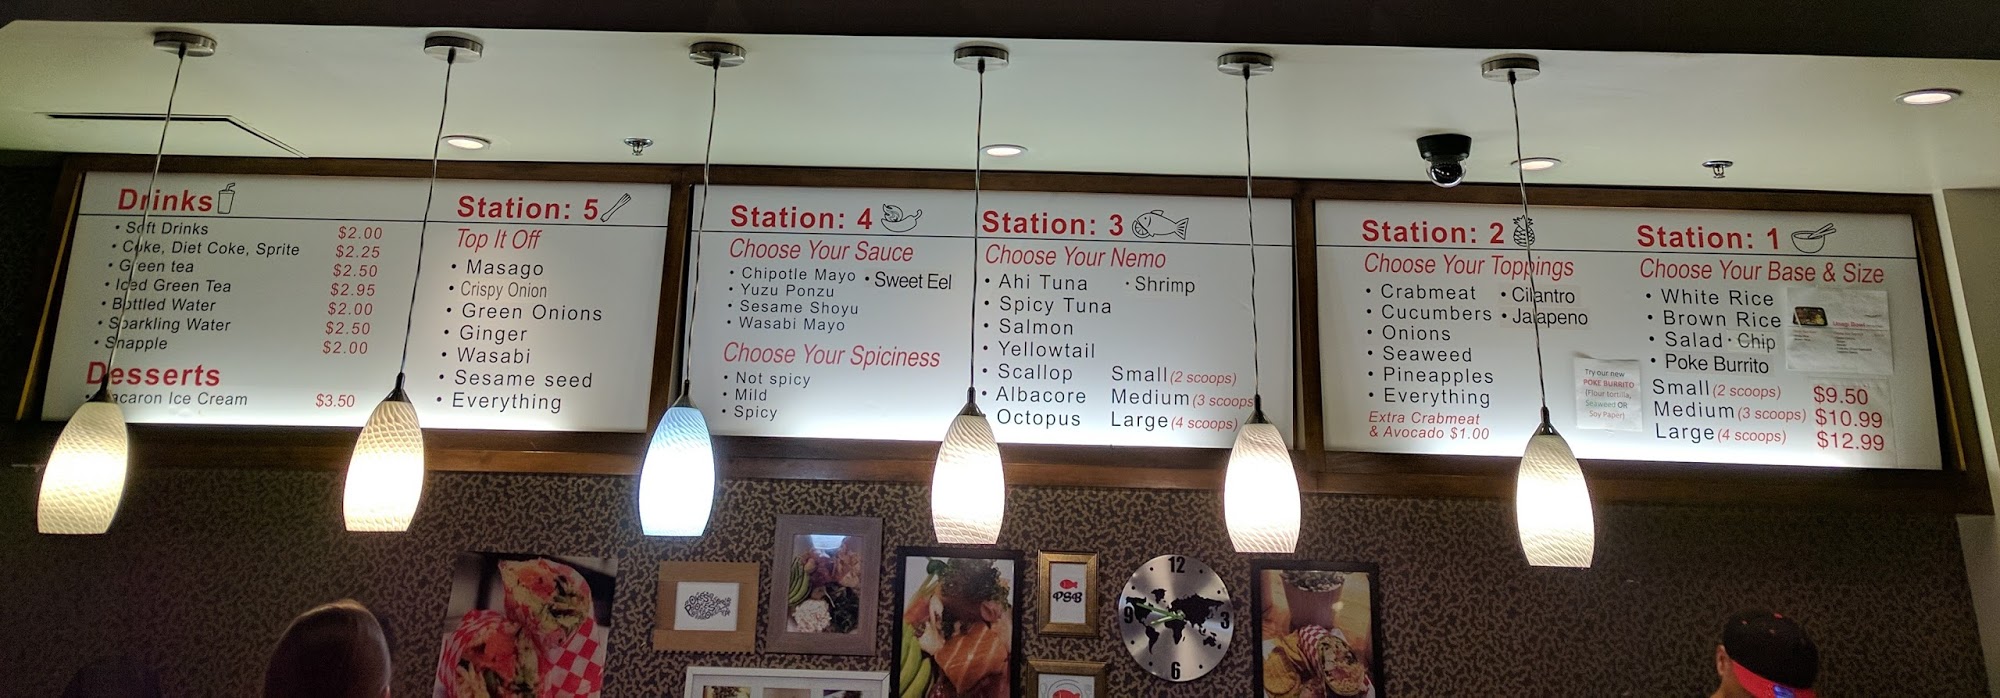 Drinks
• Soft Drinks $2.00
• Coke, Diet Coke, Sprite $2.25
• Green tea $2.50
• Iced Green Tea $2.95
• Bottled Water $2.00
• Sparkling Water $2.50
• Snapple $2.00
Desserts
Macaron Ice Cream $3.50
Station: 5
Top It Off
• Masago
• Crispy Onion
• Green Onions
• Ginger
• Wasabi
• Sesame seed
• Everything
Station: 4
Choose Your Sauce
• Chipotle Mayo • Sweet Eel
• Yuzu Ponzu
• Sesame Shoyu
• Wasabi Mayo
Choose Your Spiciness
• Not spicy
• Mild
• Spicy
Station: 3
Choose Your Nemo
• Ahi Tuna • Shrimp
• Spicy Tuna
• Salmon
• Yellowtail
• Scallop Small (2 scoops)
• Albacore Medium (3 scoops
• Octopus Large (4 scoops)
Station: 2
Choose Your Toppings
• Crabmeat • Cilantro
• Cucumbers • Jalapeno
• Onions
• Seaweed
• Pineapples
• Everything
Extra Crabmeat
& Avocado $1.00
Try our new
POKE BURRITO
(Flour tortilla,
Seaweed OR
Soy Paper)
Station: 1
Choose Your Base & Size
• White Rice
• Brown Rice
• Salad • Chip
• Poke Burrito
Small (2 scoops) $9.50
Medium (3 scoops) $10.99
Large (4 scoops) $12.99
Unagi Bowl
PSB
12
3
6
9